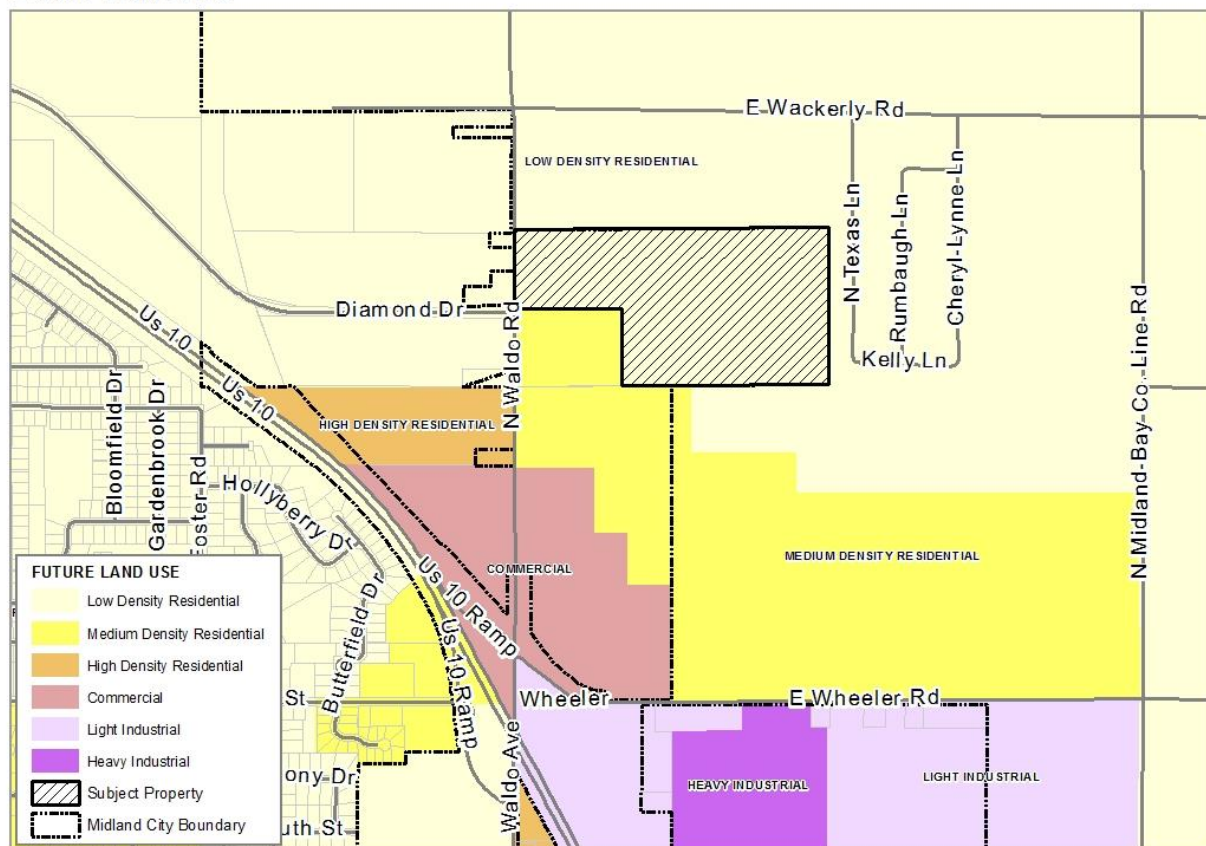 E Wackerly Rd
LOW DENSITY RESIDENTIAL
N Texas Ln
Rumbaugh Ln
Cheryl-Lynne Ln
Kelly Ln
N Midland-Bay Co. Line Rd
Diamond Dr
N Waldo Rd
Us 10
Us 10
HIGH DENSITY RESIDENTIAL
Bloomfield Dr
Gardenbrook Dr
Foster Rd
Hollyberry Dr
Butterfield Dr
Us 10 Ramp
COMMERCIAL
MEDIUM DENSITY RESIDENTIAL
Us 10 Ramp
St
Wheeler
E Wheeler Rd
Waldo Ave
HEAVY INDUSTRIAL
LIGHT INDUSTRIAL
ony Dr
uth St
FUTURE LAND USE
Low Density Residential
Medium Density Residential
High Density Residential
Commercial
Light Industrial
Heavy Industrial
Subject Property
Midland City Boundary